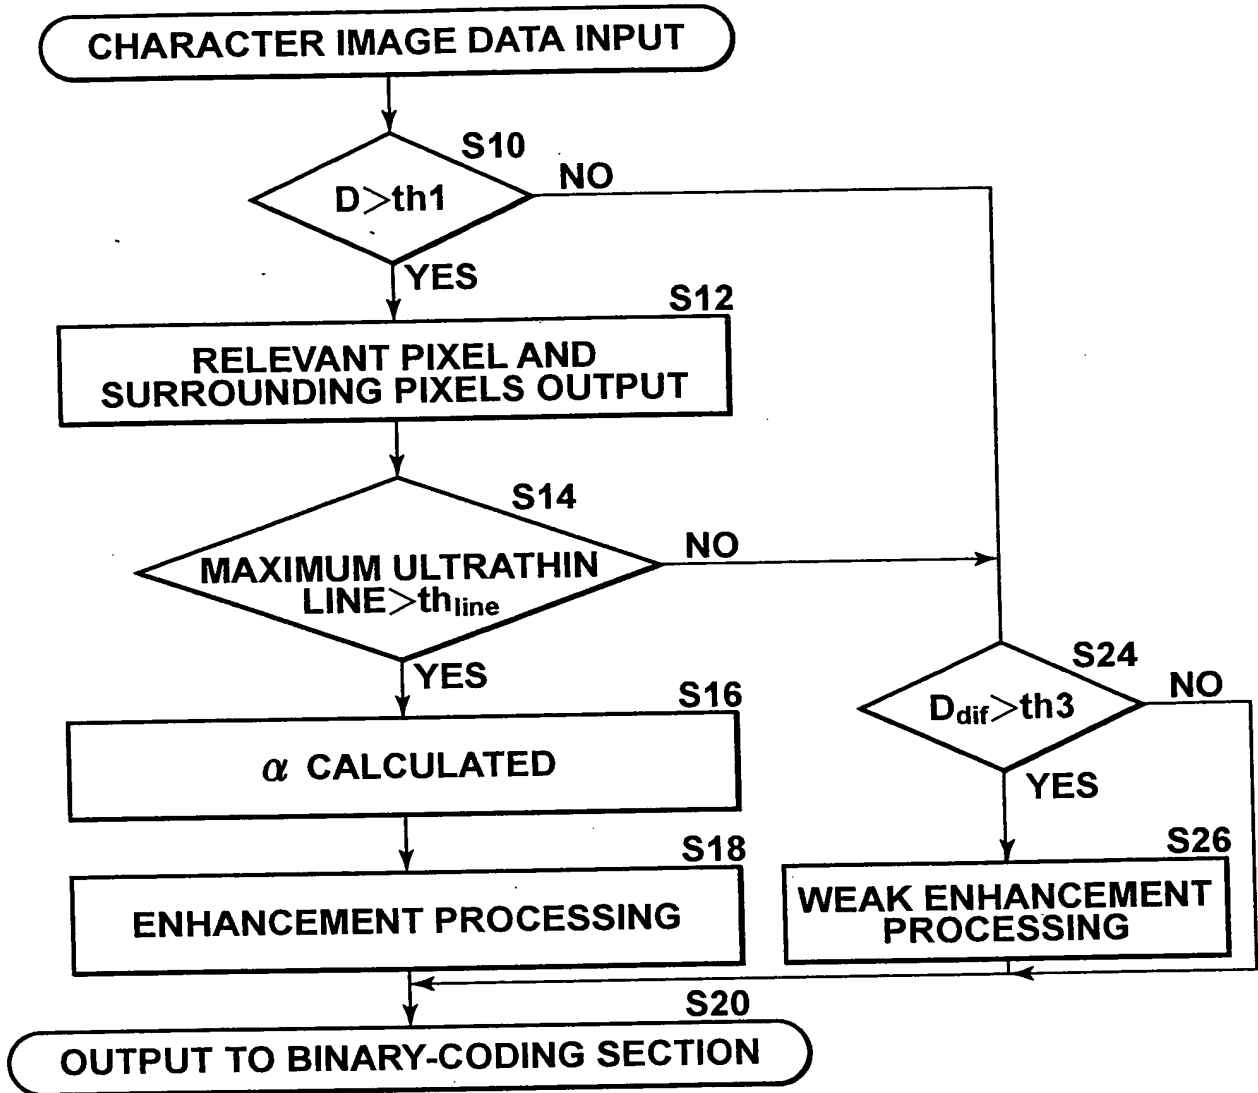 CHARACTER IMAGE DATA INPUT
S10
D>th1
NO
YES
S12
RELEVANT PIXEL AND
SURROUNDING PIXELS OUTPUT
S14
MAXIMUM ULTRATHIN
LINE>thline
NO
YES
S16
α CALCULATED
S18
ENHANCEMENT PROCESSING
S24
Ddif>th3
NO
YES
S26
WEAK ENHANCEMENT
PROCESSING
S20
OUTPUT TO BINARY-CODING SECTION